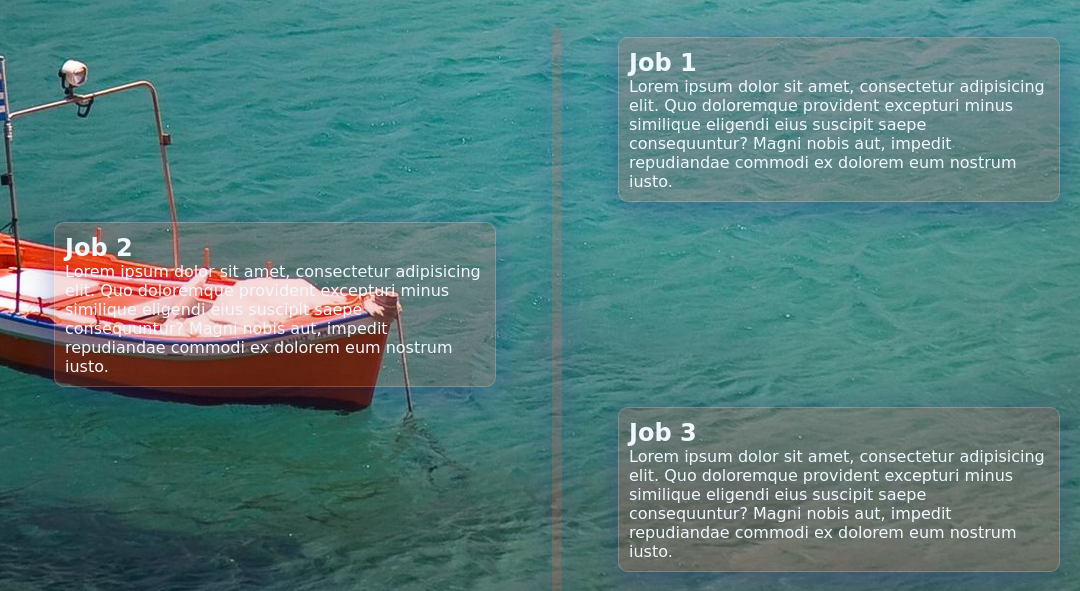 Job 1
Lorem ipsum dolor sit amet, consectetur adipisicing
elit. Quo doloremque provident excepturi minus
similique eligendi eius suscipit saepe
consequuntur? Magni nobis aut, impedit
repudiandae commodi ex dolorem eum nostrum
iusto.
Job 2
Lorem ipsum dolor sit amet, consectetur adipisicing
elit. Quo doloremque provident excepturi minus
similique eligendi eius suscipit saepe
consequuntur? Magni nobis aut, impedit
repudiandae commodi ex dolorem eum nostrum
iusto.
Job 3
Lorem ipsum dolor sit amet, consectetur adipisicing
elit. Quo doloremque provident excepturi minus
similique eligendi eius suscipit saepe
consequuntur? Magni nobis aut, impedit
repudiandae commodi ex dolorem eum nostrum
iusto.